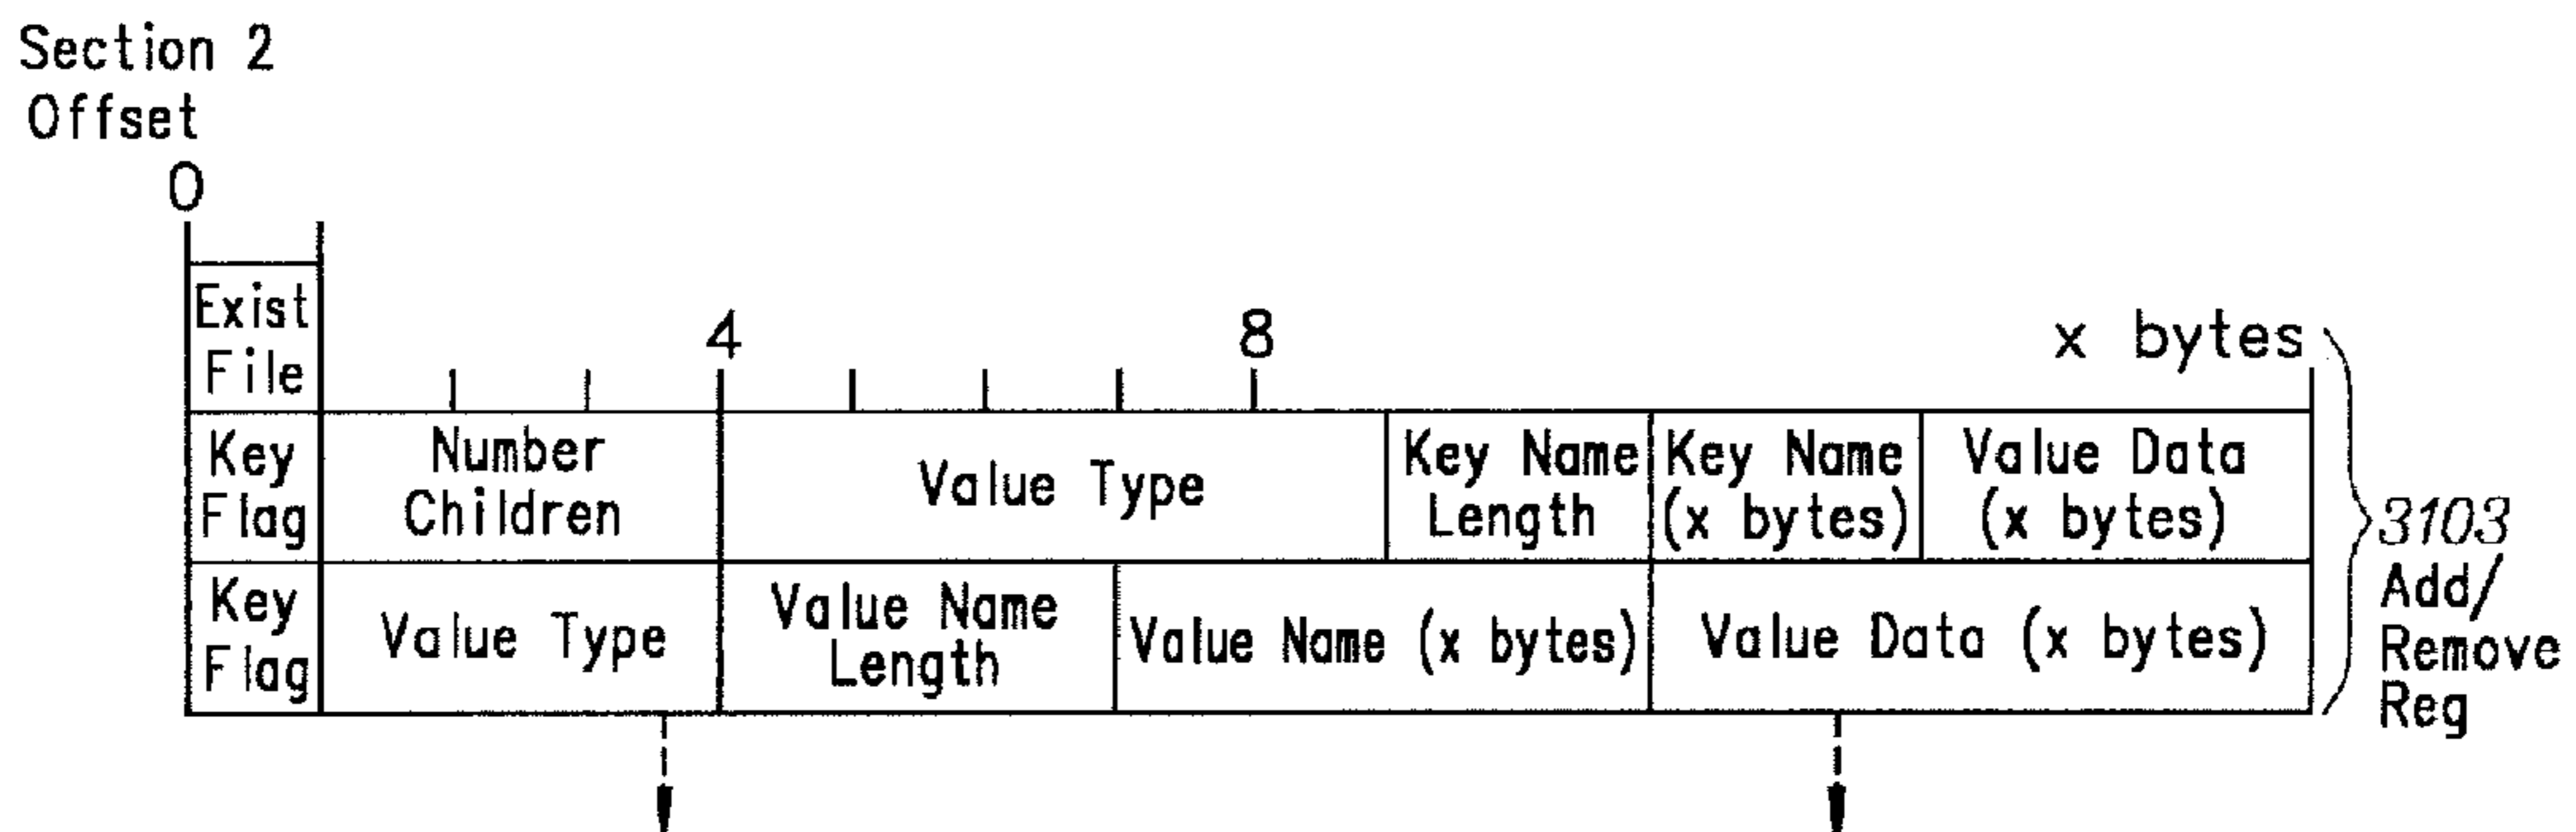 Section 2
Offset
0
Exist
File
4
8
x bytes
Key
Flag
Number
Children
Value Type
Key Name
Length
Key Name
(x bytes)
Value Data
(x bytes)
Key
Flag
Value Type
Value Name
Length
Value Name (x bytes)
Value Data (x bytes)
3103
Add/
Remove
Reg